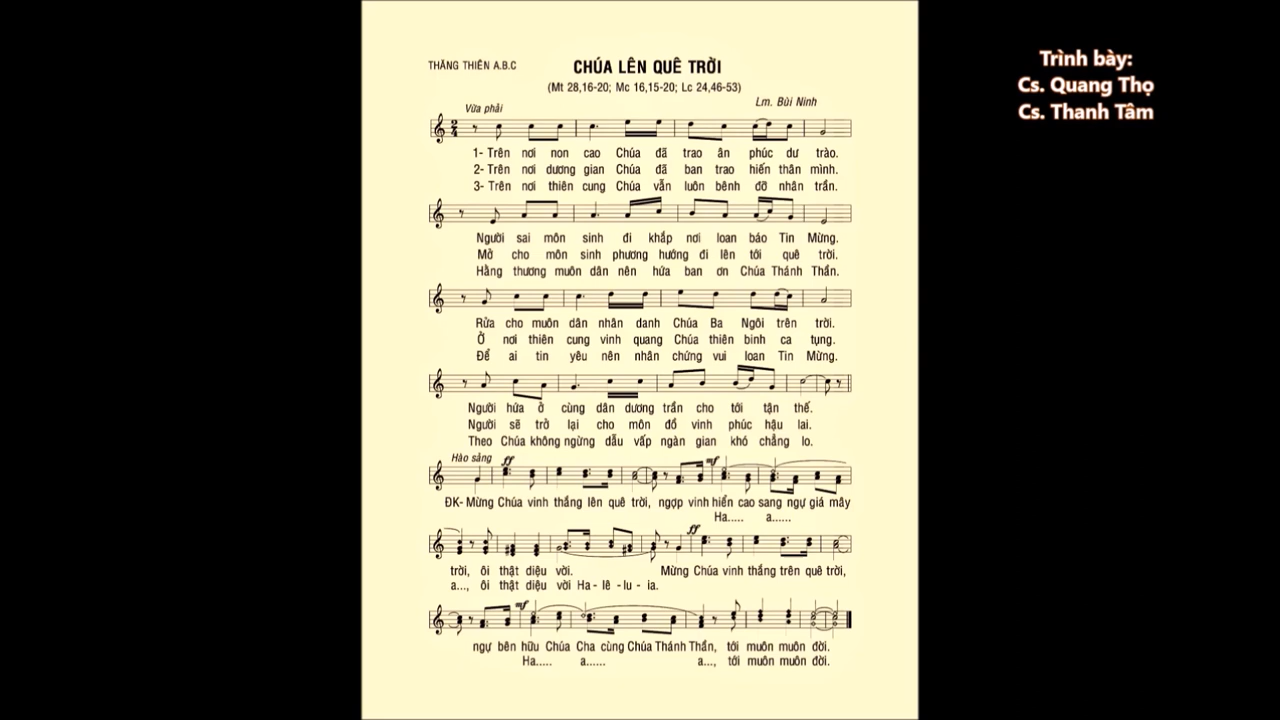 THĂNG THIÊN A.B.C
CHÚA LÊN QUÊ TRỜI
(Mt 28,16-20; Mc 16,15-20; Lc 24,46-53)
Vừa phải
Lm. Bùi Ninh
Trình bày:
Cs. Quang Thọ
Cs. Thanh Tâm
1- Trên nơi non cao Chúa đã trao ân phúc dư trào.
2- Trên nơi dương gian Chúa đã ban trao hiến thân mình.
3- Trên nơi thiên cung Chúa vẫn luôn bênh đỡ nhân trần.
Người sai môn sinh đi khắp nơi loan báo Tin Mừng.
Mở cho môn sinh phương hướng đi lên tới quê trời.
Hằng thương muôn dân nên hứa ban ơn Chúa Thánh Thần.
Rửa cho muôn dân nhân danh Chúa Ba Ngôi trên trời.
Ở nơi thiên cung vinh quang Chúa thiên binh ca tụng.
Để ai tin yêu nên nhân chứng vui loan Tin Mừng.
Người hứa ở cùng dân dương trần cho tới tận thế.
Người sẽ trở lại cho môn đồ vinh phúc hậu lai.
Theo Chúa không ngừng dẫu vấp ngàn gian khó chẳng lo.
Hào sảng ff mf
ĐK- Mừng Chúa vinh thắng lên quê trời, ngợp vinh hiển cao sang ngự giá mây
Ha..... a......
ff
trời, ôi thật diệu vời. Mừng Chúa vinh thắng trên quê trời,
a..., ôi thật diệu vời Ha - lê - lu - ia.
mf
ngự bên hữu Chúa Cha cùng Chúa Thánh Thần, tới muôn muôn đời.
Ha..... a...... a..., tới muôn muôn đời.